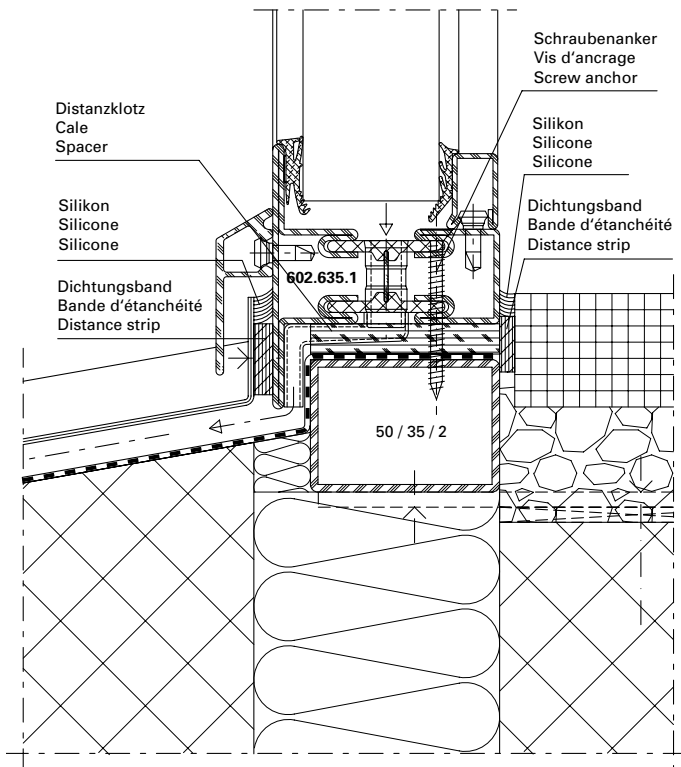 Schraubenanker
Vis d‘ancrage
Screw anchor
Distanzklotz
Cale
Spacer
Silikon
Silicone
Silicone
Silikon
Silicone
Silicone
Dichtungsband
Bande d‘étanchéité
Distance strip
602.635.1
Dichtungsband
Bande d‘étanchéité
Distance strip
50 / 35 / 2